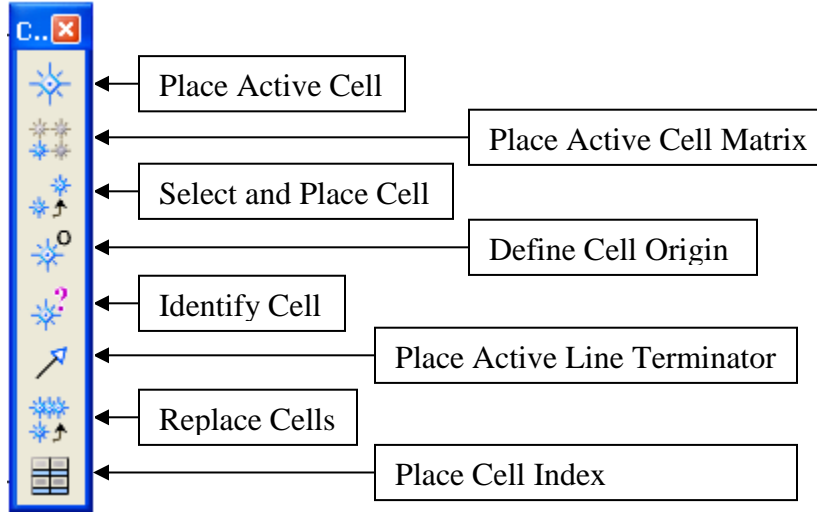 C..
Place Active Cell
Place Active Cell Matrix
Select and Place Cell
O
Define Cell Origin
?
Identify Cell
Place Active Line Terminator
Replace Cells
Place Cell Index